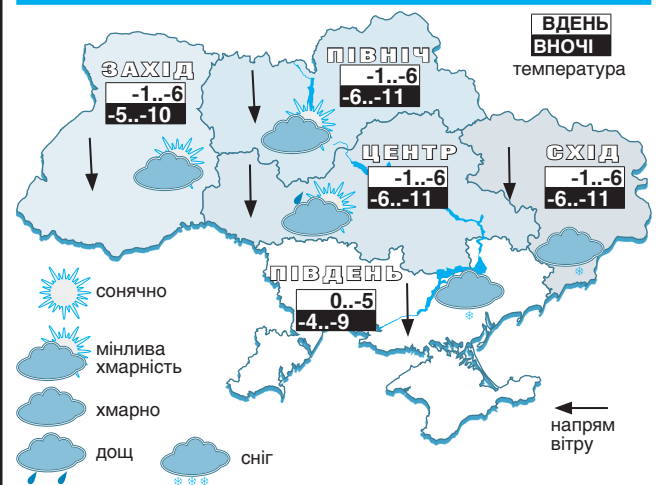 ВДЕНЬ
ВНОЧІ
температура
ПІВНІЧ
-1..-6
-6..-11
ЗАХІД
-1..-6
-5..-10
ЦЕНТР
-1..-6
-6..-11
СХІД
-1..-6
-6..-11
ПІВДЕНЬ
0..-5
-4..-9
сонячно
мінлива
хмарність
хмарно
дощ
сніг
напрям
вітру